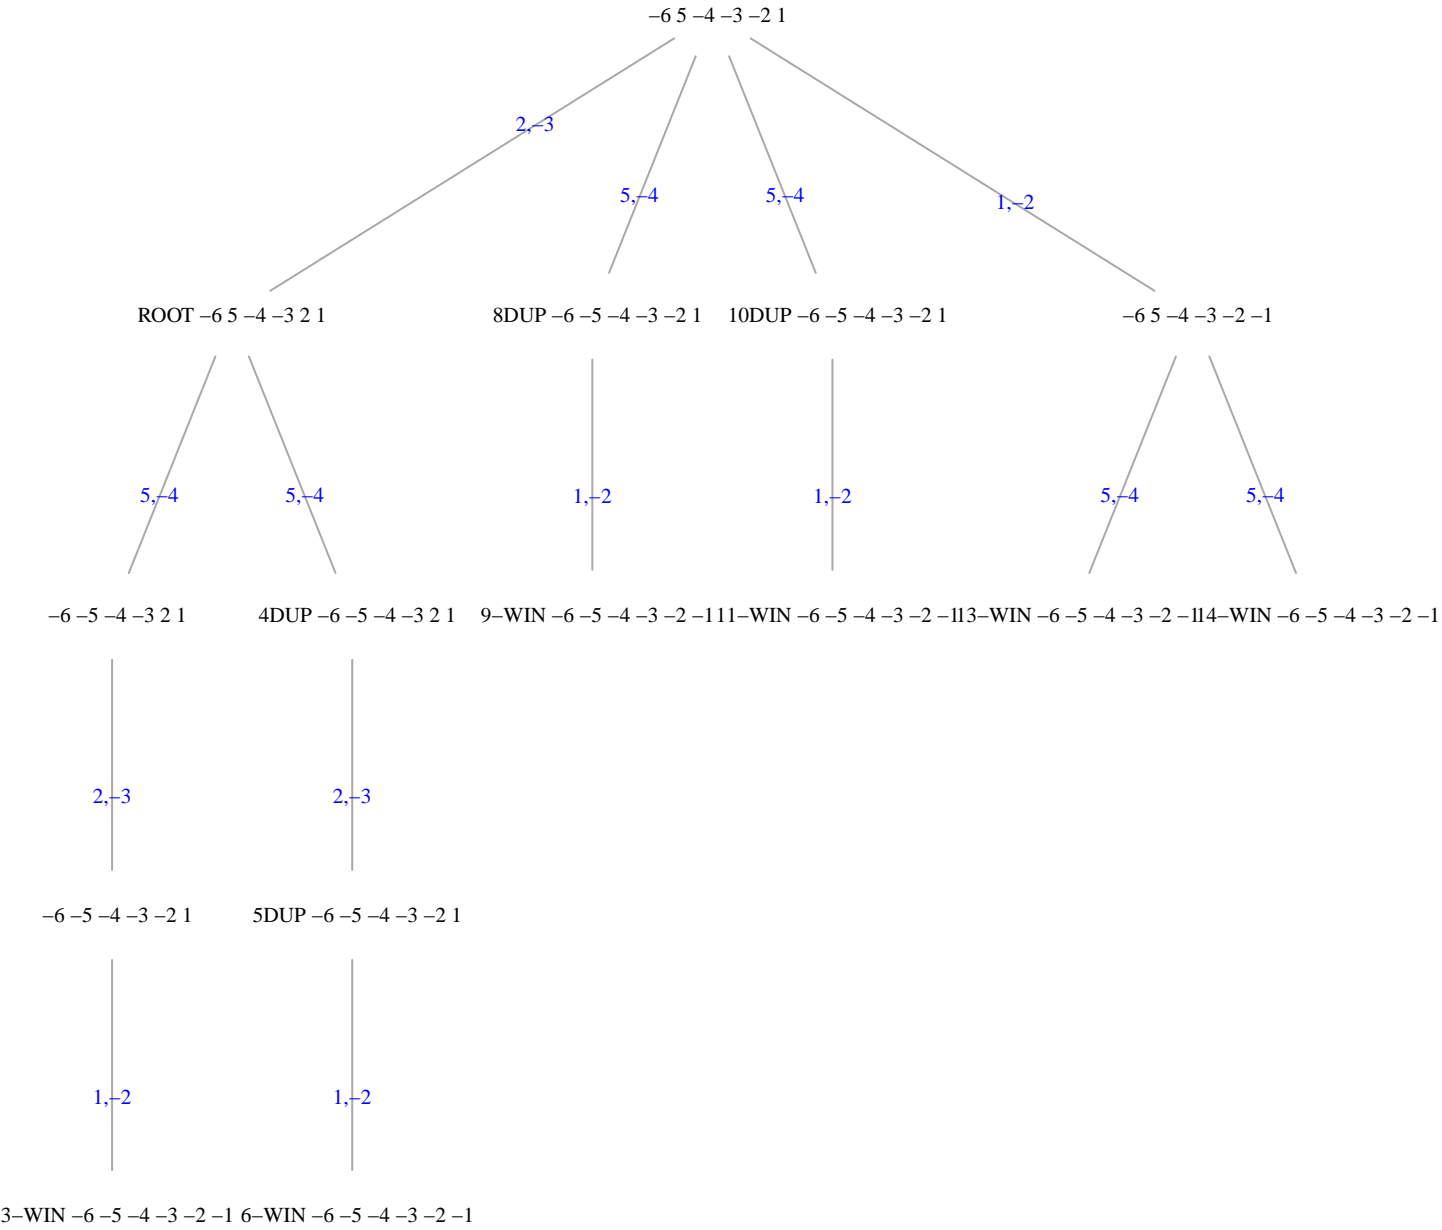 –6 5 –4 –3 –2 1
2,–3
5,–4
5,–4
1,–2
ROOT –6 5 –4 –3 2 1
8DUP –6 –5 –4 –3 –2 1
10DUP –6 –5 –4 –3 –2 1
–6 5 –4 –3 –2 –1
5,–4
5,–4
1,–2
1,–2
5,–4
5,–4
–6 –5 –4 –3 2 1
4DUP –6 –5 –4 –3 2 1
9–WIN –6 –5 –4 –3 –2 –1
11–WIN –6 –5 –4 –3 –2 –1
13–WIN –6 –5 –4 –3 –2 –1
14–WIN –6 –5 –4 –3 –2 –1
2,–3
2,–3
–6 –5 –4 –3 –2 1
5DUP –6 –5 –4 –3 –2 1
1,–2
1,–2
3–WIN –6 –5 –4 –3 –2 –1
6–WIN –6 –5 –4 –3 –2 –1